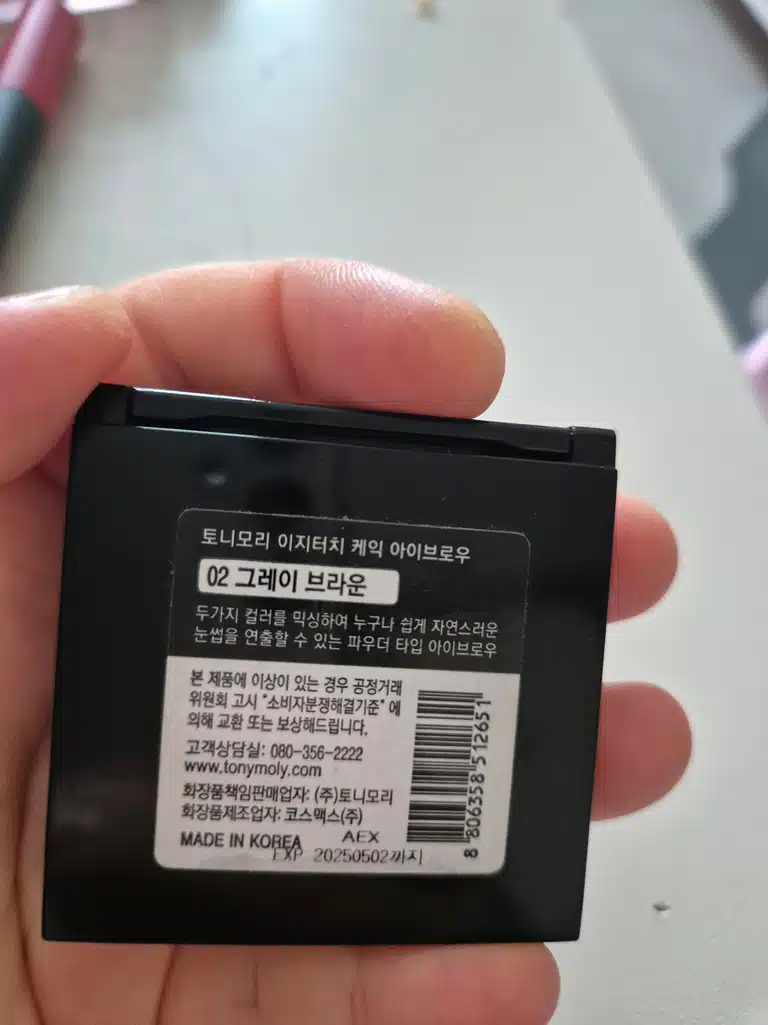 토니모리 이지터치 케익 아이브로우
02 그레이 브라운
두가지 컬러를 믹싱하여 누구나 쉽게 자연스러운
눈썹을 연출할 수 있는 파우더 타입 아이브로우
본 제품에 이상이 있는 경우 공정거래
위원회 고시 "소비자분쟁해결기준" 에
의해 교환 또는 보상해드립니다.
고객상담실: 080-356-2222
www.tonymoly.com
화장품책임판매업자: (주)토니모리
화장품제조업자: 코스맥스(주)
MADE IN KOREA AEX
EXP 20250502까지
8 806358 512651